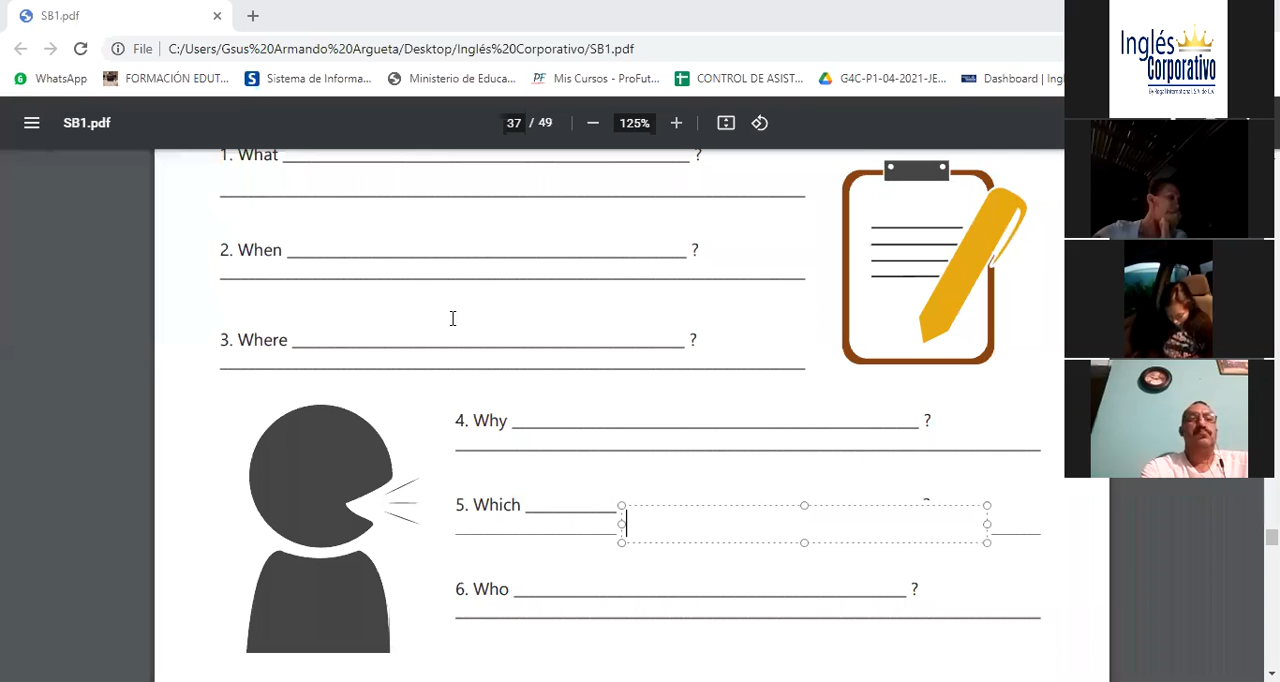 SB1.pdf
File C:/Users/Gsus%20Armando%20Argueta/Desktop/Inglés%20Corporativo/SB1.pdf
WhatsApp FORMACIÓN EDUT... Sistema de Informa... Ministerio de Educa... Mis Cursos - ProFut... CONTROL DE ASIST... G4C-P1-04-2021-JE... Dashboard | Ingl
SB1.pdf 37 / 49 125%
1. What ?
2. When ?
3. Where ?
4. Why ?
5. Which ?
6. Who ?
Inglés
Corporativo